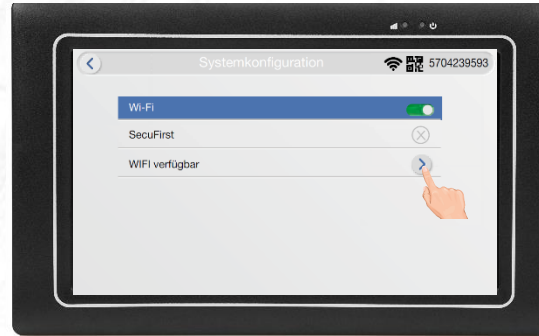 Systemkonfiguration
5704239593
Wi-Fi
SecuFirst
WIFI verfügbar